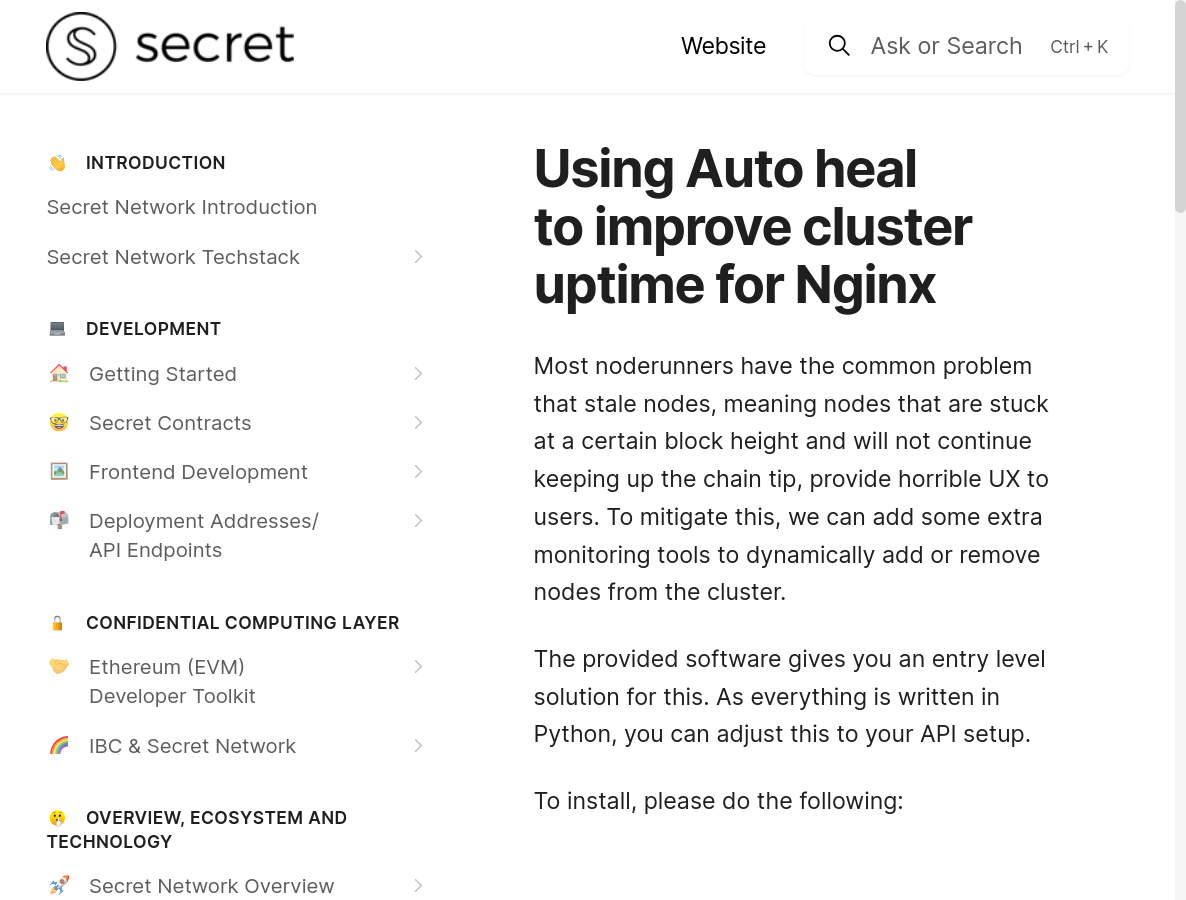 secret
Website
Ask or Search
Ctrl + K
INTRODUCTION
Secret Network Introduction
Secret Network Techstack
DEVELOPMENT
Getting Started
Secret Contracts
Frontend Development
Deployment Addresses/
API Endpoints
CONFIDENTIAL COMPUTING LAYER
Ethereum (EVM)
Developer Toolkit
IBC & Secret Network
OVERVIEW, ECOSYSTEM AND
TECHNOLOGY
Secret Network Overview
Using Auto heal
to improve cluster
uptime for Nginx
Most noderunners have the common problem
that stale nodes, meaning nodes that are stuck
at a certain block height and will not continue
keeping up the chain tip, provide horrible UX to
users. To mitigate this, we can add some extra
monitoring tools to dynamically add or remove
nodes from the cluster.
The provided software gives you an entry level
solution for this. As everything is written in
Python, you can adjust this to your API setup.
To install, please do the following: